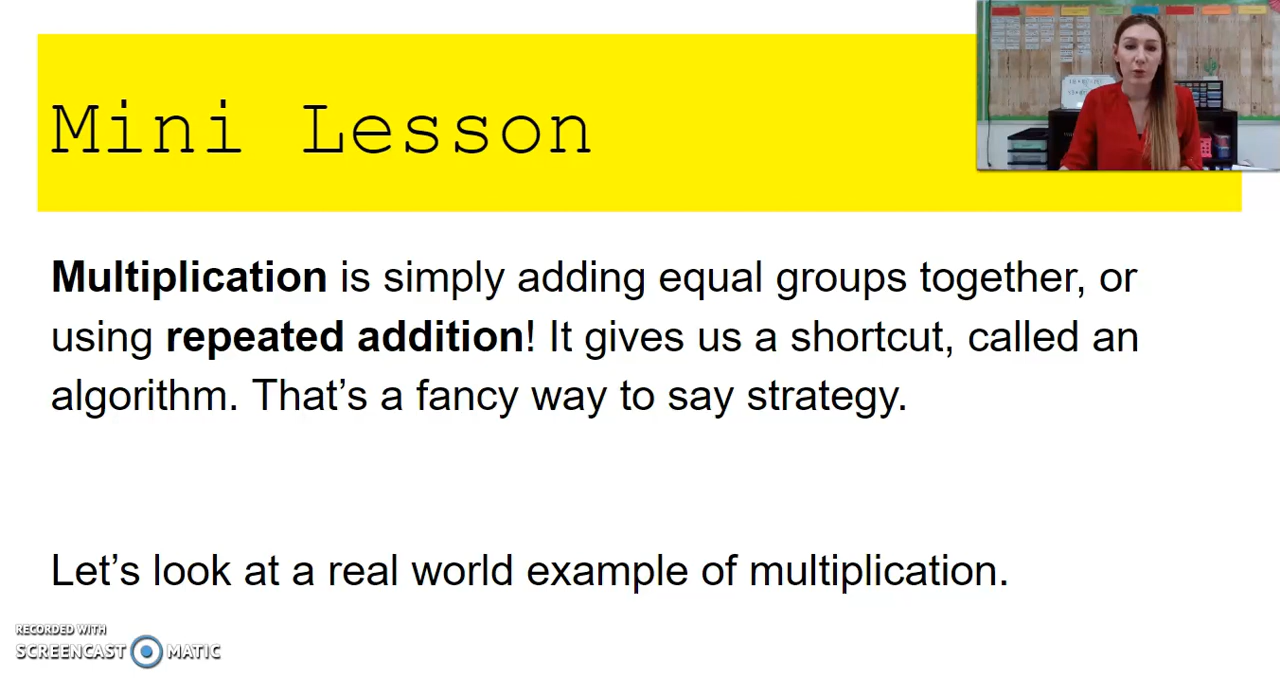 Mini Lesson
Multiplication is simply adding equal groups together, or
using repeated addition! It gives us a shortcut, called an
algorithm. That's a fancy way to say strategy.
Let's look at a real world example of multiplication.
RECORDED WITH
SCREENCAST MATIC